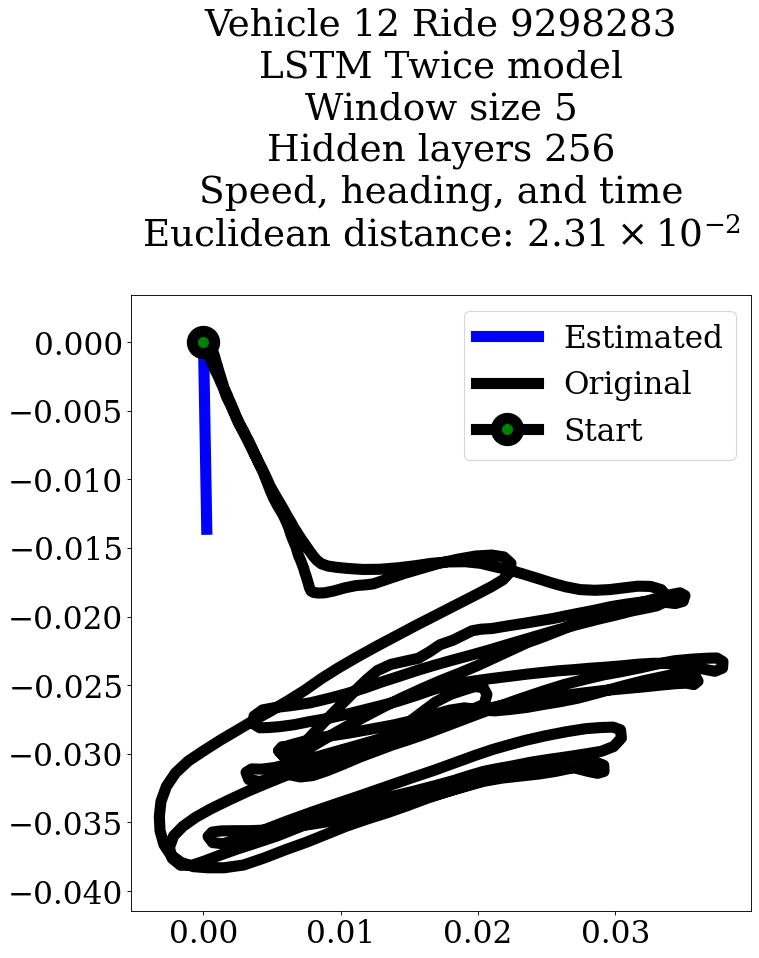 Vehicle 12 Ride 9298283
LSTM Twice model
Window size 5
Hidden layers 256
Speed, heading, and time
Euclidean distance: 2.31 × 10⁻²
Estimated
Original
Start
0.000
−0.005
−0.010
−0.015
−0.020
−0.025
−0.030
−0.035
−0.040
0.00 0.01 0.02 0.03